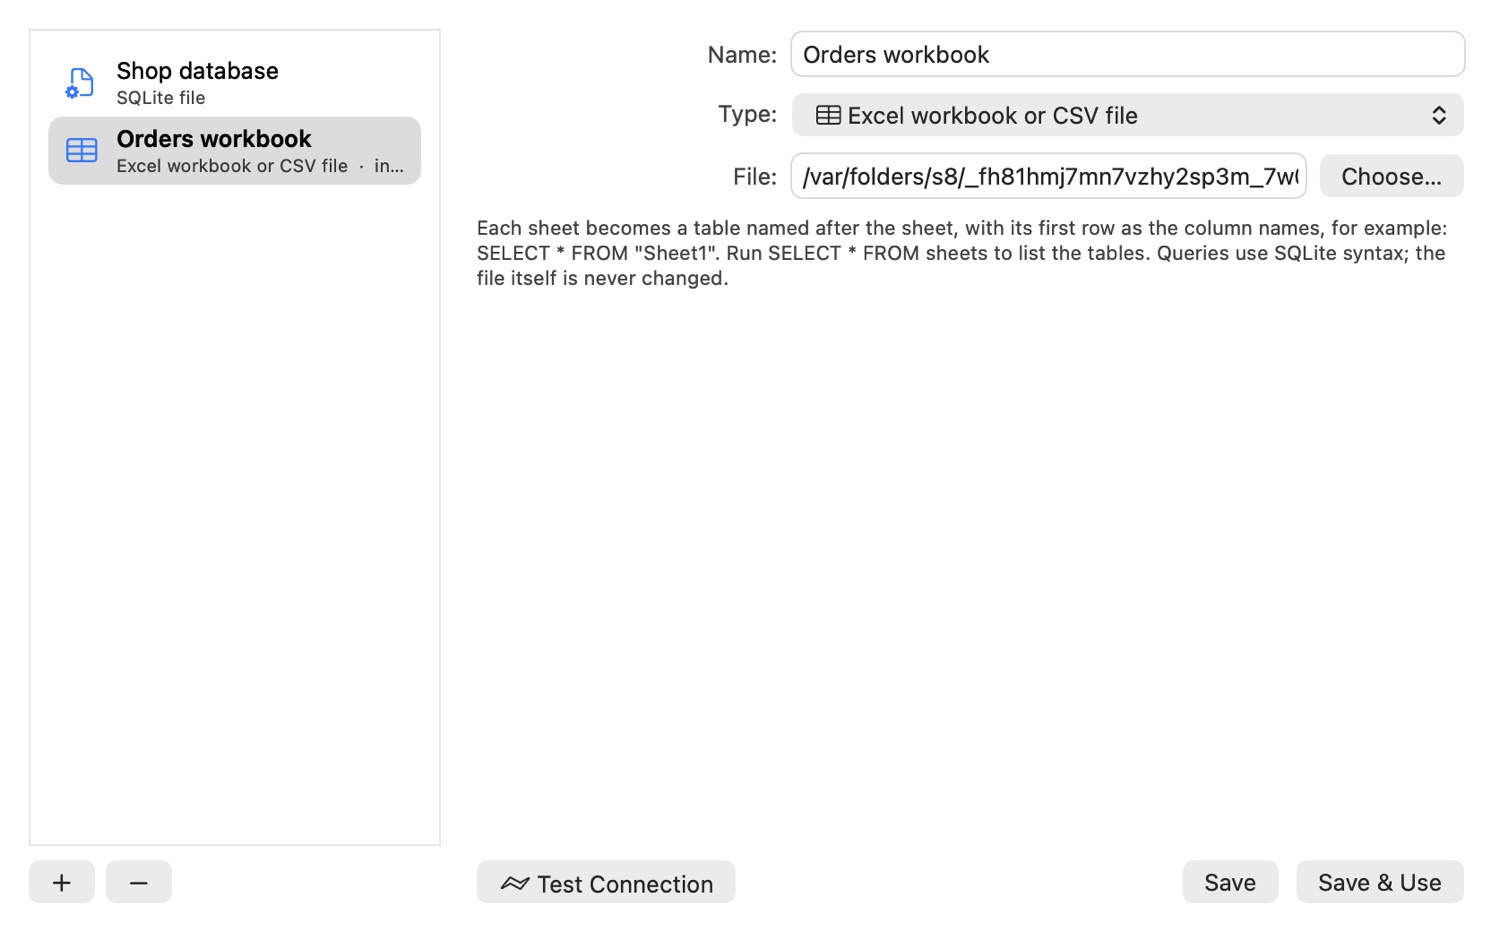 Shop database
SQLite file
Orders workbook
Excel workbook or CSV file · in...
Name: Orders workbook
Type: Excel workbook or CSV file
File: /var/folders/s8/_fh81hmj7mn7vzhy2sp3m_7w Choose...
Each sheet becomes a table named after the sheet, with its first row as the column names, for example:
SELECT * FROM "Sheet1". Run SELECT * FROM sheets to list the tables. Queries use SQLite syntax; the
file itself is never changed.
+ −
Test Connection
Save
Save & Use